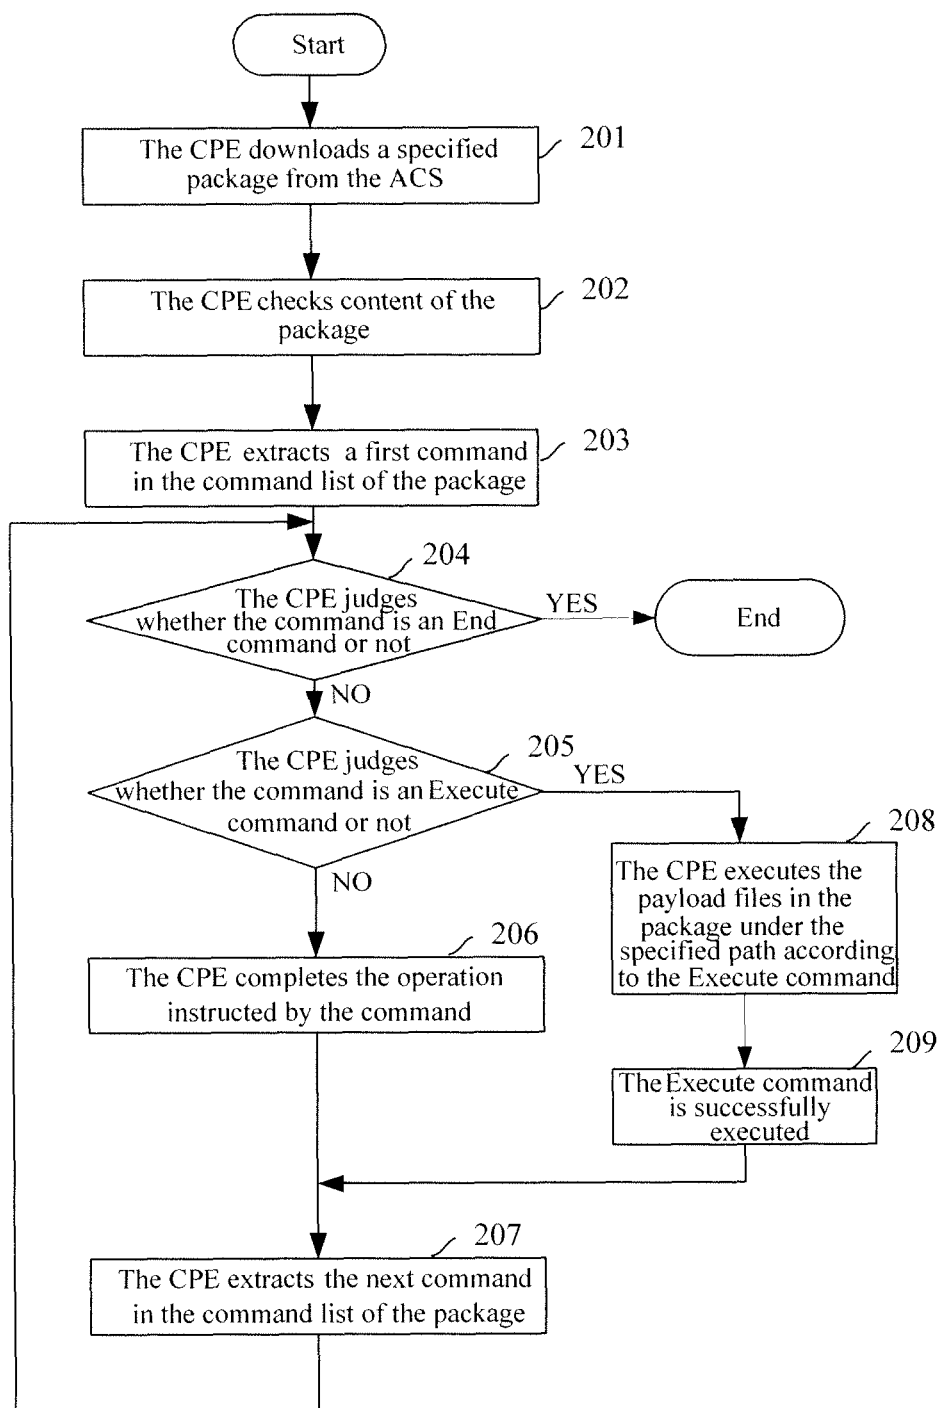 Start
The CPE downloads a specified
package from the ACS
201
The CPE checks content of the
package
202
The CPE extracts a first command
in the command list of the package
203
204
The CPE judges
whether the command is an End
command or not
YES
End
NO
205
The CPE judges
whether the command is an Execute
command or not
YES
NO
208
The CPE executes the
payload files in the
package under the
specified path according
to the Execute command
206
The CPE completes the operation
instructed by the command
209
The Execute command
is successfully
executed
207
The CPE extracts the next command
in the command list of the package